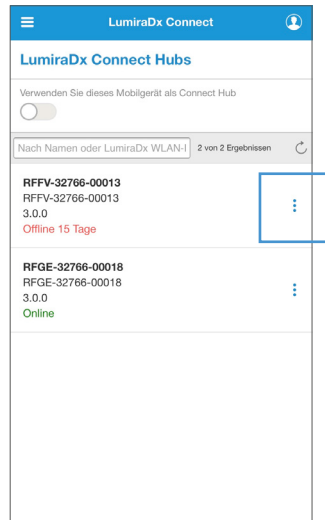 LumiraDx Connect
LumiraDx Connect Hubs
Verwenden Sie dieses Mobilgerät als Connect Hub
Nach Namen oder LumiraDx WLAN-I 2 von 2 Ergebnissen
RFFV-32766-00013
RFFV-32766-00013
3.0.0
Offline 15 Tage
RFGE-32766-00018
RFGE-32766-00018
3.0.0
Online